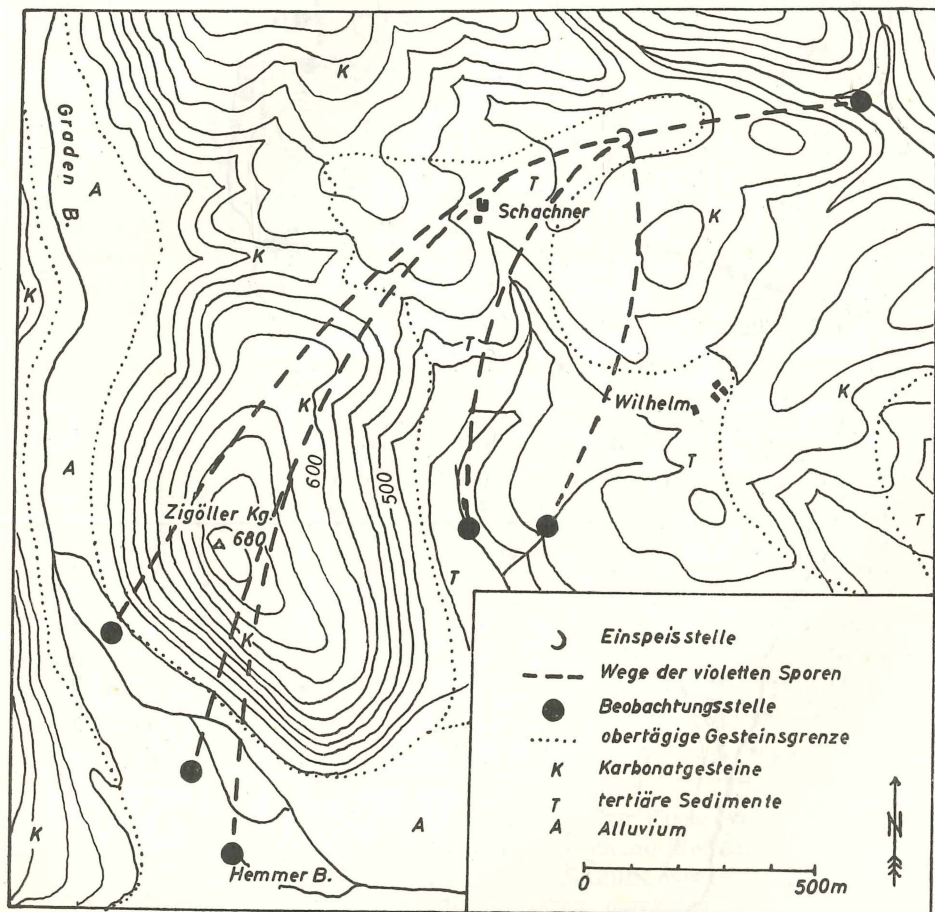 K
Graden B.
A
T
Schachner
K
K
K
T
Wilhelm
K
K
600
500
A
Zigöller Kg.
680
T
T
T
K
K
A
Hemmer B.
Einspeisstelle
Wege der violetten Sporen
Beobachtungsstelle
obertägige Gesteinsgrenze
K Karbonatgesteine
T tertiäre Sedimente
A Alluvium
N
0 500m